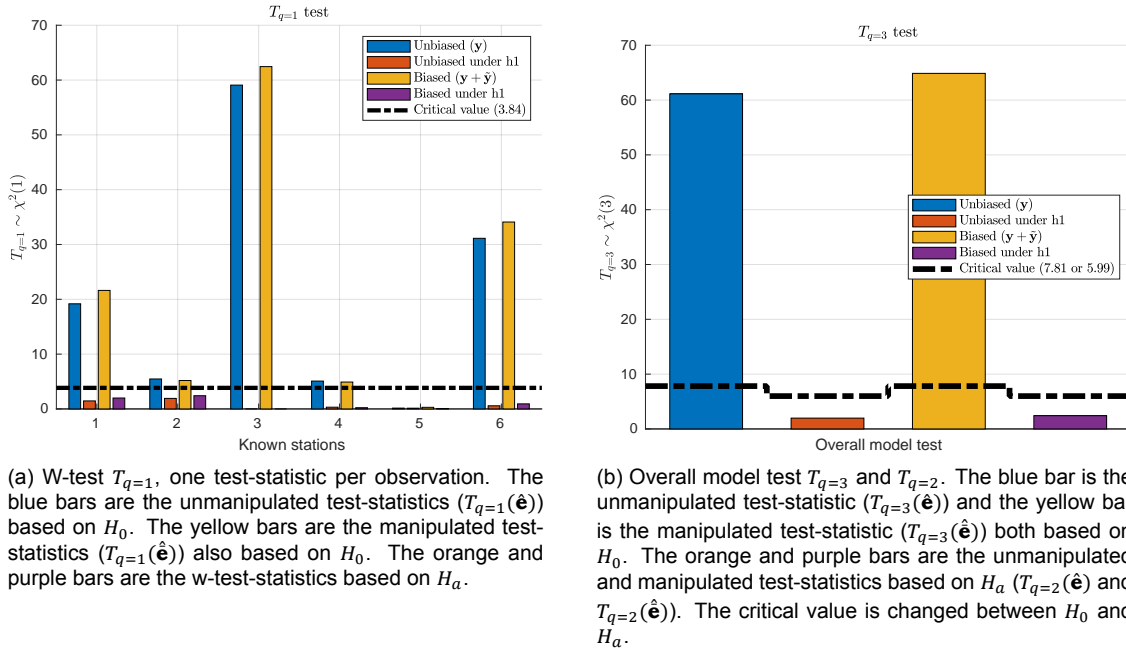 T_{q=1} test
70
60
50
40
30
20
10
0
T_{q=1} ∼ χ²(1)
Unbiased (y)
Unbiased under h1
Biased (y + ỹ)
Biased under h1
Critical value (3.84)
1 2 3 4 5 6
Known stations
(a) W-test T_{q=1}, one test-statistic per observation. The
blue bars are the unmanipulated test-statistics (T_{q=1}(ê))
based on H_0. The yellow bars are the manipulated test-
statistics (T_{q=1}(ê̂)) also based on H_0. The orange and
purple bars are the w-test-statistics based on H_a.
T_{q=3} test
70
60
50
40
30
20
10
0
T_{q=3} ∼ χ²(3)
Unbiased (y)
Unbiased under h1
Biased (y + ỹ)
Biased under h1
Critical value (7.81 or 5.99)
Overall model test
(b) Overall model test T_{q=3} and T_{q=2}. The blue bar is the
unmanipulated test-statistic (T_{q=3}(ê)) and the yellow bar
is the manipulated test-statistic (T_{q=3}(ê̂)) both based on
H_0. The orange and purple bars are the unmanipulated
and manipulated test-statistics based on H_a (T_{q=2}(ê) and
T_{q=2}(ê̂)). The critical value is changed between H_0 and
H_a.